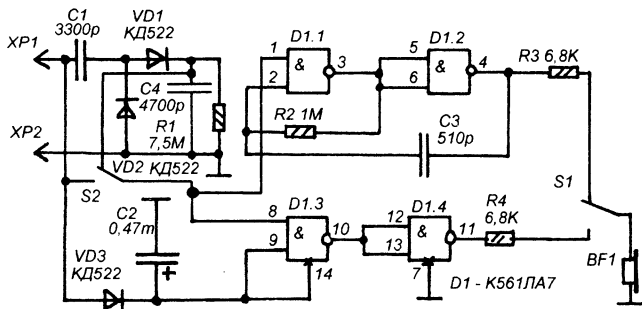 C1
3300p
VD1
КД522
D1.1
D1.2
XP1
1
&
3
5
&
4
R3 6,8K
2
6
C4
4700p
R2 1M
C3
510p
XP2
R1
7,5M
VD2
КД522
S2
S1
C2
0,47m
D1.3
D1.4
R4
6,8K
8
&
10
12
&
11
9
13
VD3
КД522
+
14
7
D1 - К561ЛА7
BF1